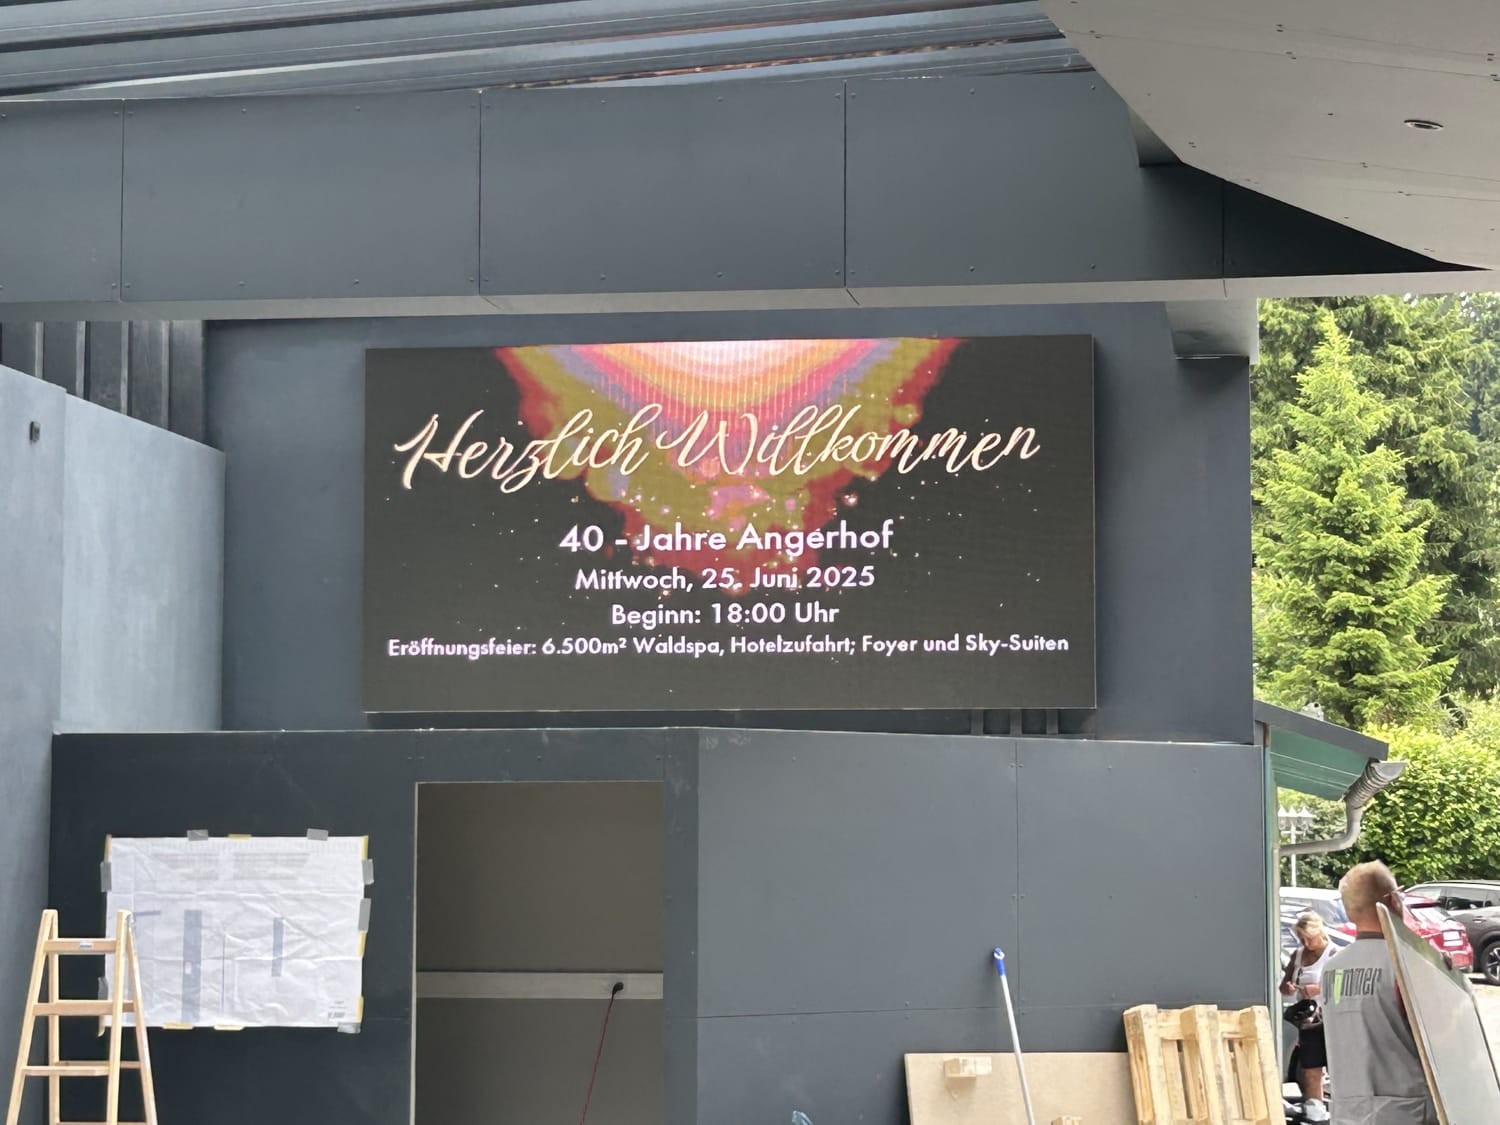 Herzlich Willkommen
40 - Jahre Angerhof
Mittwoch, 25. Juni 2025
Beginn: 18:00 Uhr
Eröffnungsfeier: 6.500m² Waldspa, Hotelzufahrt; Foyer und Sky-Suiten